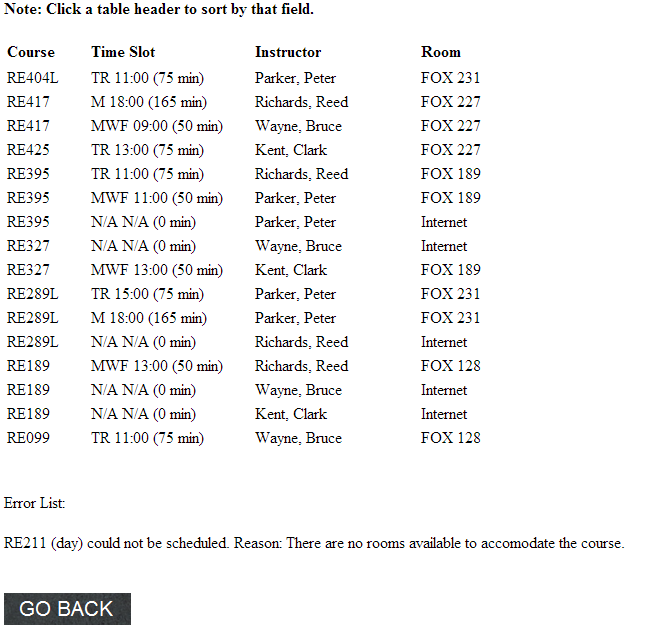 Note: Click a table header to sort by that field.
Course Time Slot Instructor Room
RE404L TR 11:00 (75 min) Parker, Peter FOX 231
RE417 M 18:00 (165 min) Richards, Reed FOX 227
RE417 MWF 09:00 (50 min) Wayne, Bruce FOX 227
RE425 TR 13:00 (75 min) Kent, Clark FOX 227
RE395 TR 11:00 (75 min) Richards, Reed FOX 189
RE395 MWF 11:00 (50 min) Parker, Peter FOX 189
RE395 N/A N/A (0 min) Parker, Peter Internet
RE327 N/A N/A (0 min) Wayne, Bruce Internet
RE327 MWF 13:00 (50 min) Kent, Clark FOX 189
RE289L TR 15:00 (75 min) Parker, Peter FOX 231
RE289L M 18:00 (165 min) Parker, Peter FOX 231
RE289L N/A N/A (0 min) Richards, Reed Internet
RE189 MWF 13:00 (50 min) Richards, Reed FOX 128
RE189 N/A N/A (0 min) Wayne, Bruce Internet
RE189 N/A N/A (0 min) Kent, Clark Internet
RE099 TR 11:00 (75 min) Wayne, Bruce FOX 128
Error List:
RE211 (day) could not be scheduled. Reason: There are no rooms available to accomodate the course.
GO BACK